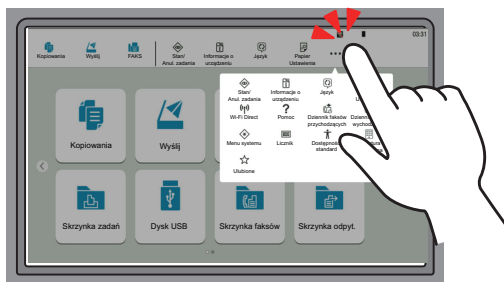 03:31
Kopiowania
Wyślij
FAKS
Stan/
Anul. zadania
Informacje o
urządzeniu
Język
Papier
Ustawienia
Stan/
Anul. zadania
Informacje o
urządzeniu
Język
Wi-Fi Direct
Pomoc
Dziennik faksów
przychodzących
Menu systemu
Licznik
Dostępność
standard
Ulubione
Kopiowania
Wyślij
Skrzynka zadań
Dysk USB
Skrzynka faksów
Skrzynka odpyt.